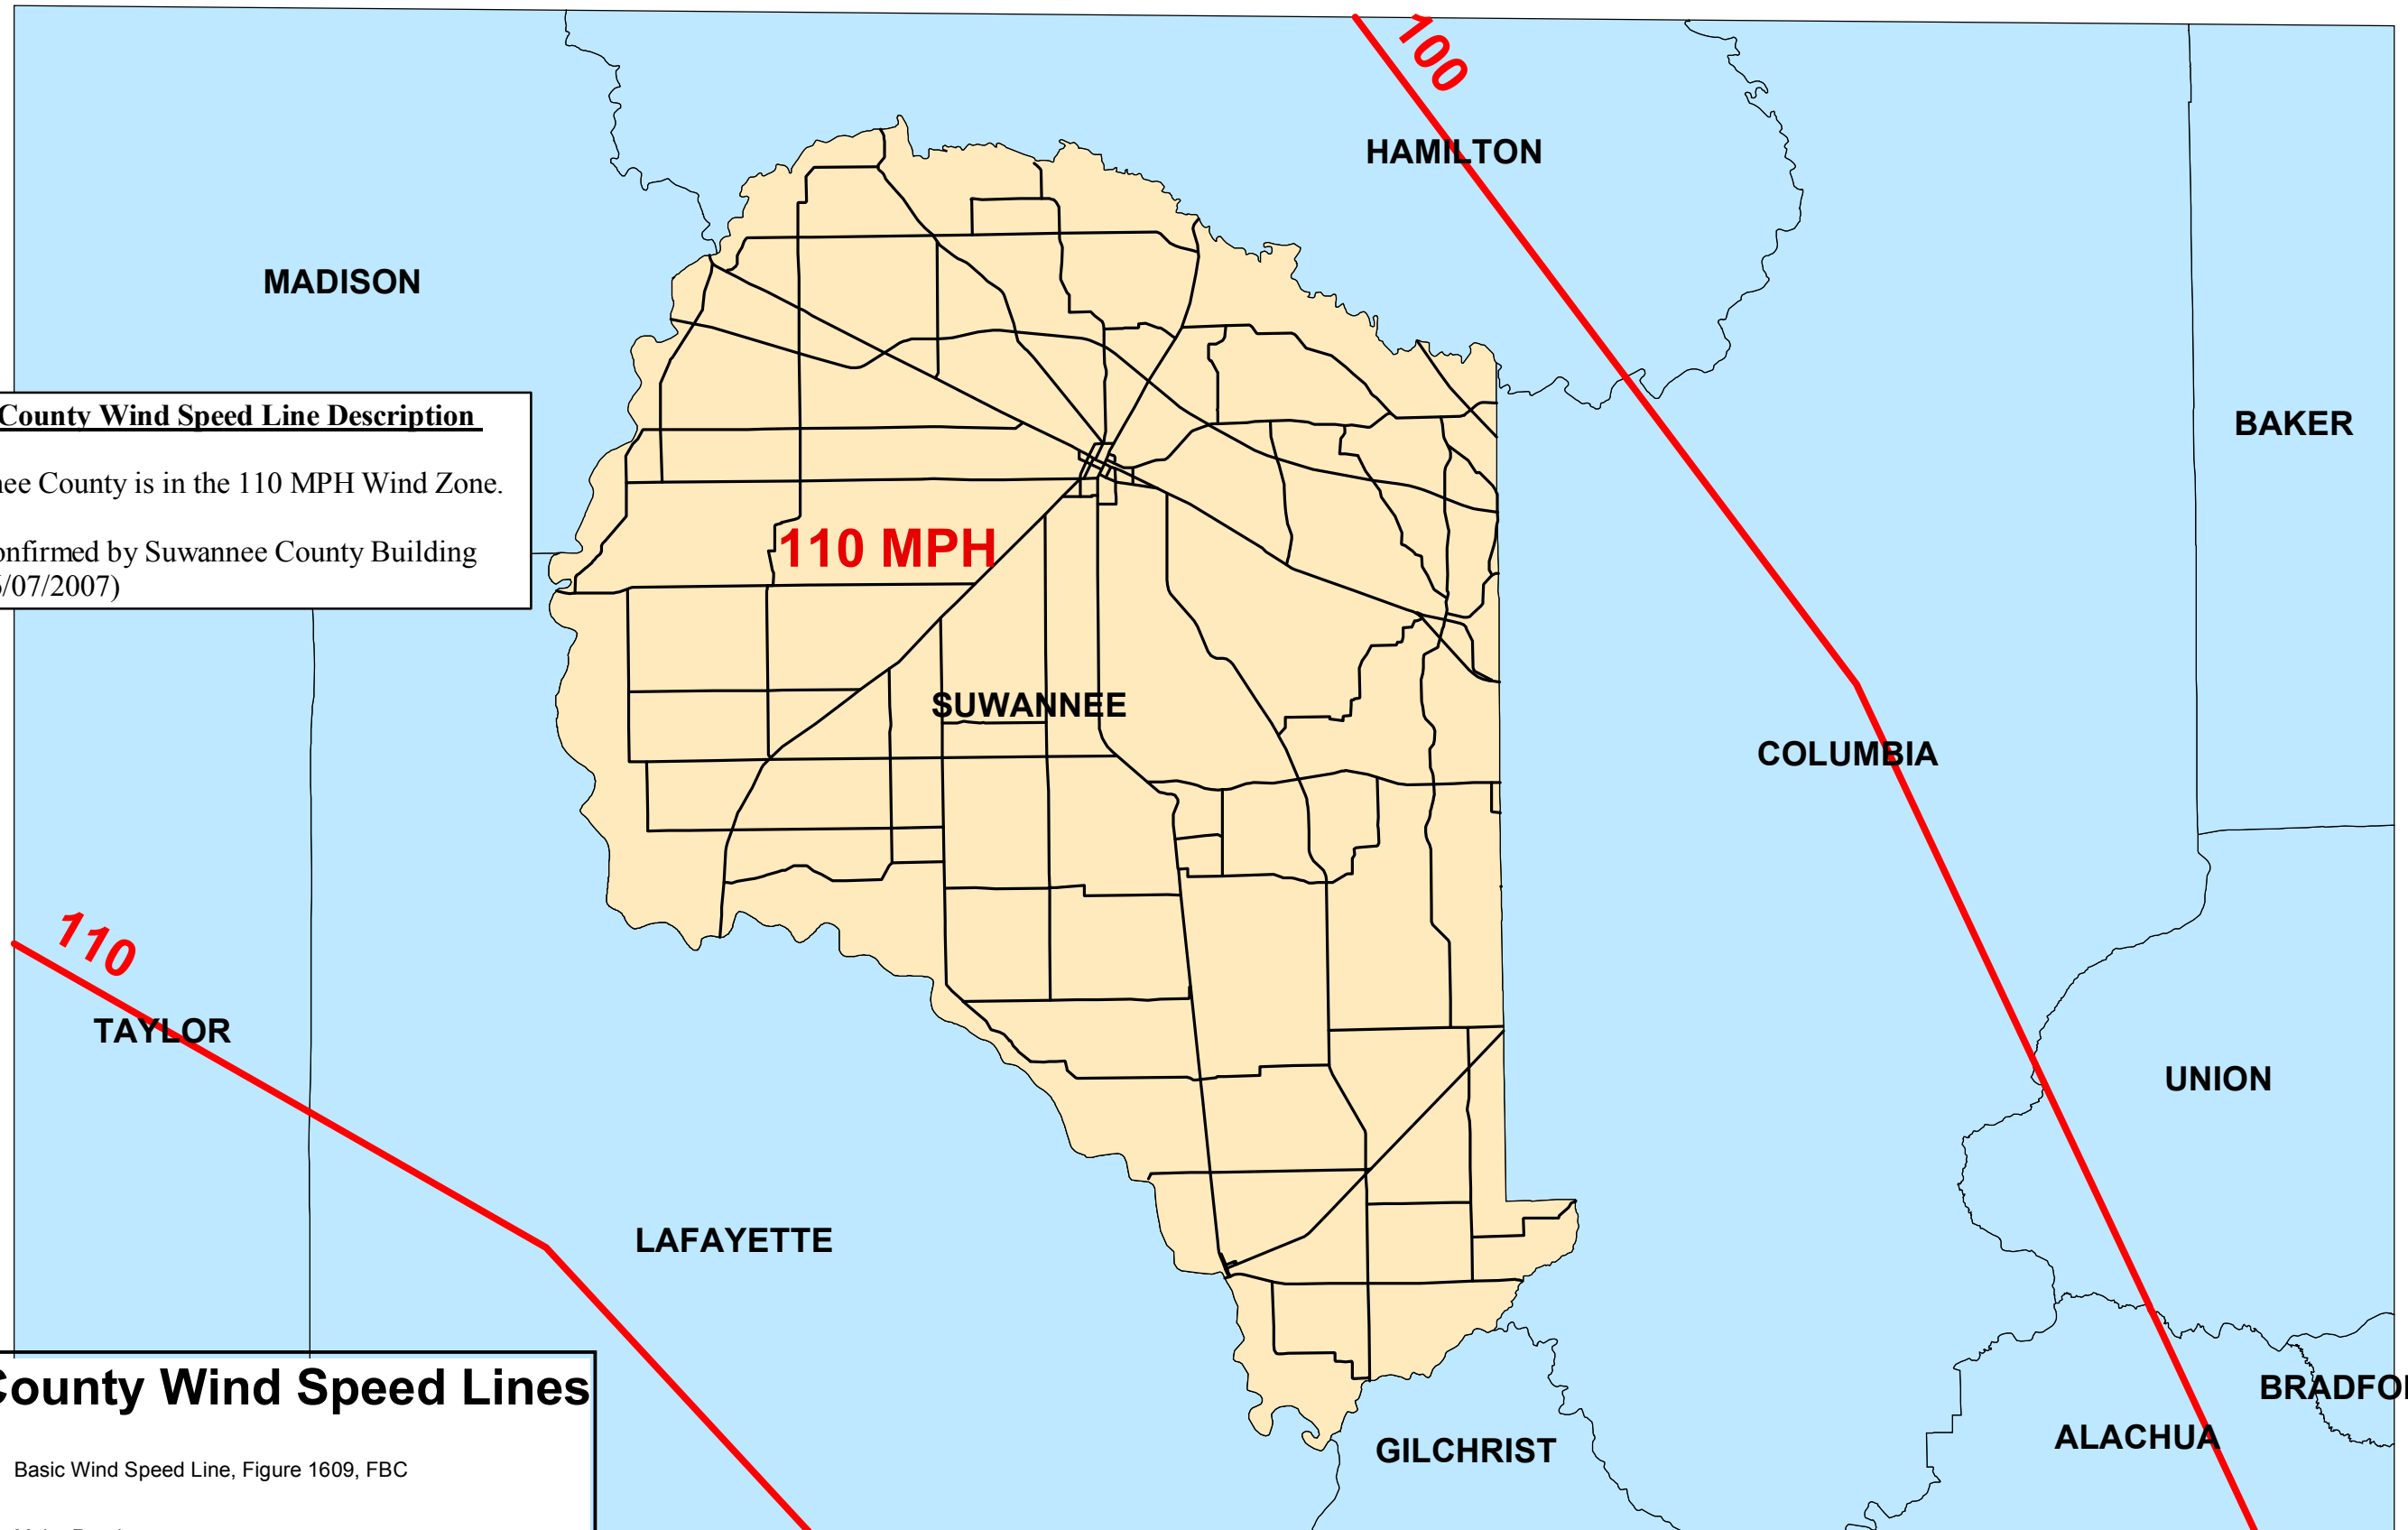 100
HAMILTON
MADISON
County Wind Speed Line Description
BAKER
nee County is in the 110 MPH Wind Zone.
onfirmed by Suwannee County Building
/07/2007)
110 MPH
SUWANNEE
COLUMBIA
110
TAYLOR
UNION
LAFAYETTE
County Wind Speed Lines
BRADFO
ALACHUA
GILCHRIST
Basic Wind Speed Line, Figure 1609, FBC